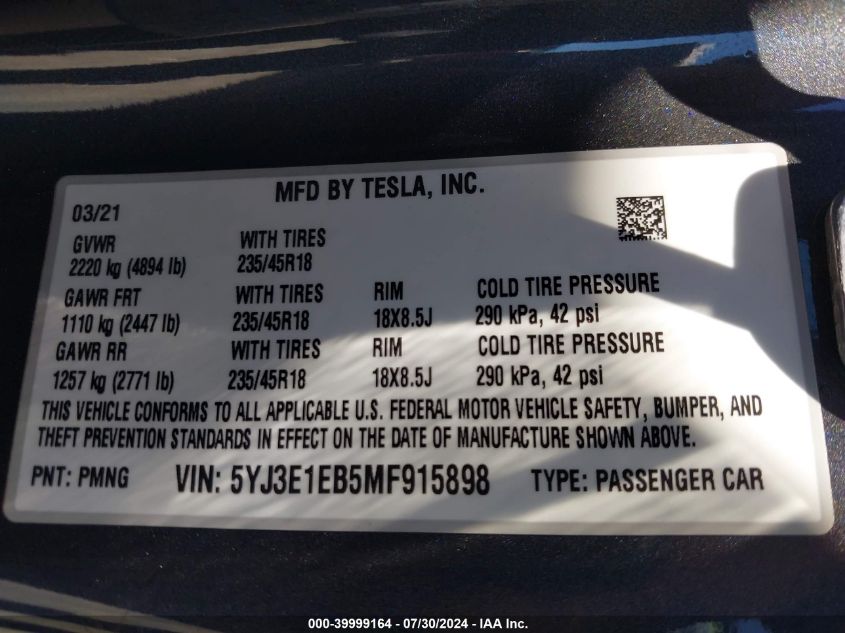 MFD BY TESLA, INC.
03/21
GVWR WITH TIRES
2220 kg (4894 lb) 235/45R18
GAWR FRT WITH TIRES RIM COLD TIRE PRESSURE
1110 kg (2447 lb) 235/45R18 18X8.5J 290 kPa, 42 psi
GAWR RR WITH TIRES RIM COLD TIRE PRESSURE
1257 kg (2771 lb) 235/45R18 18X8.5J 290 kPa, 42 psi
THIS VEHICLE CONFORMS TO ALL APPLICABLE U.S. FEDERAL MOTOR VEHICLE SAFETY, BUMPER, AND
THEFT PREVENTION STANDARDS IN EFFECT ON THE DATE OF MANUFACTURE SHOWN ABOVE.
PNT: PMNG VIN: 5YJ3E1EB5MF915898 TYPE: PASSENGER CAR
000-39999164 - 07/30/2024 - IAA Inc.